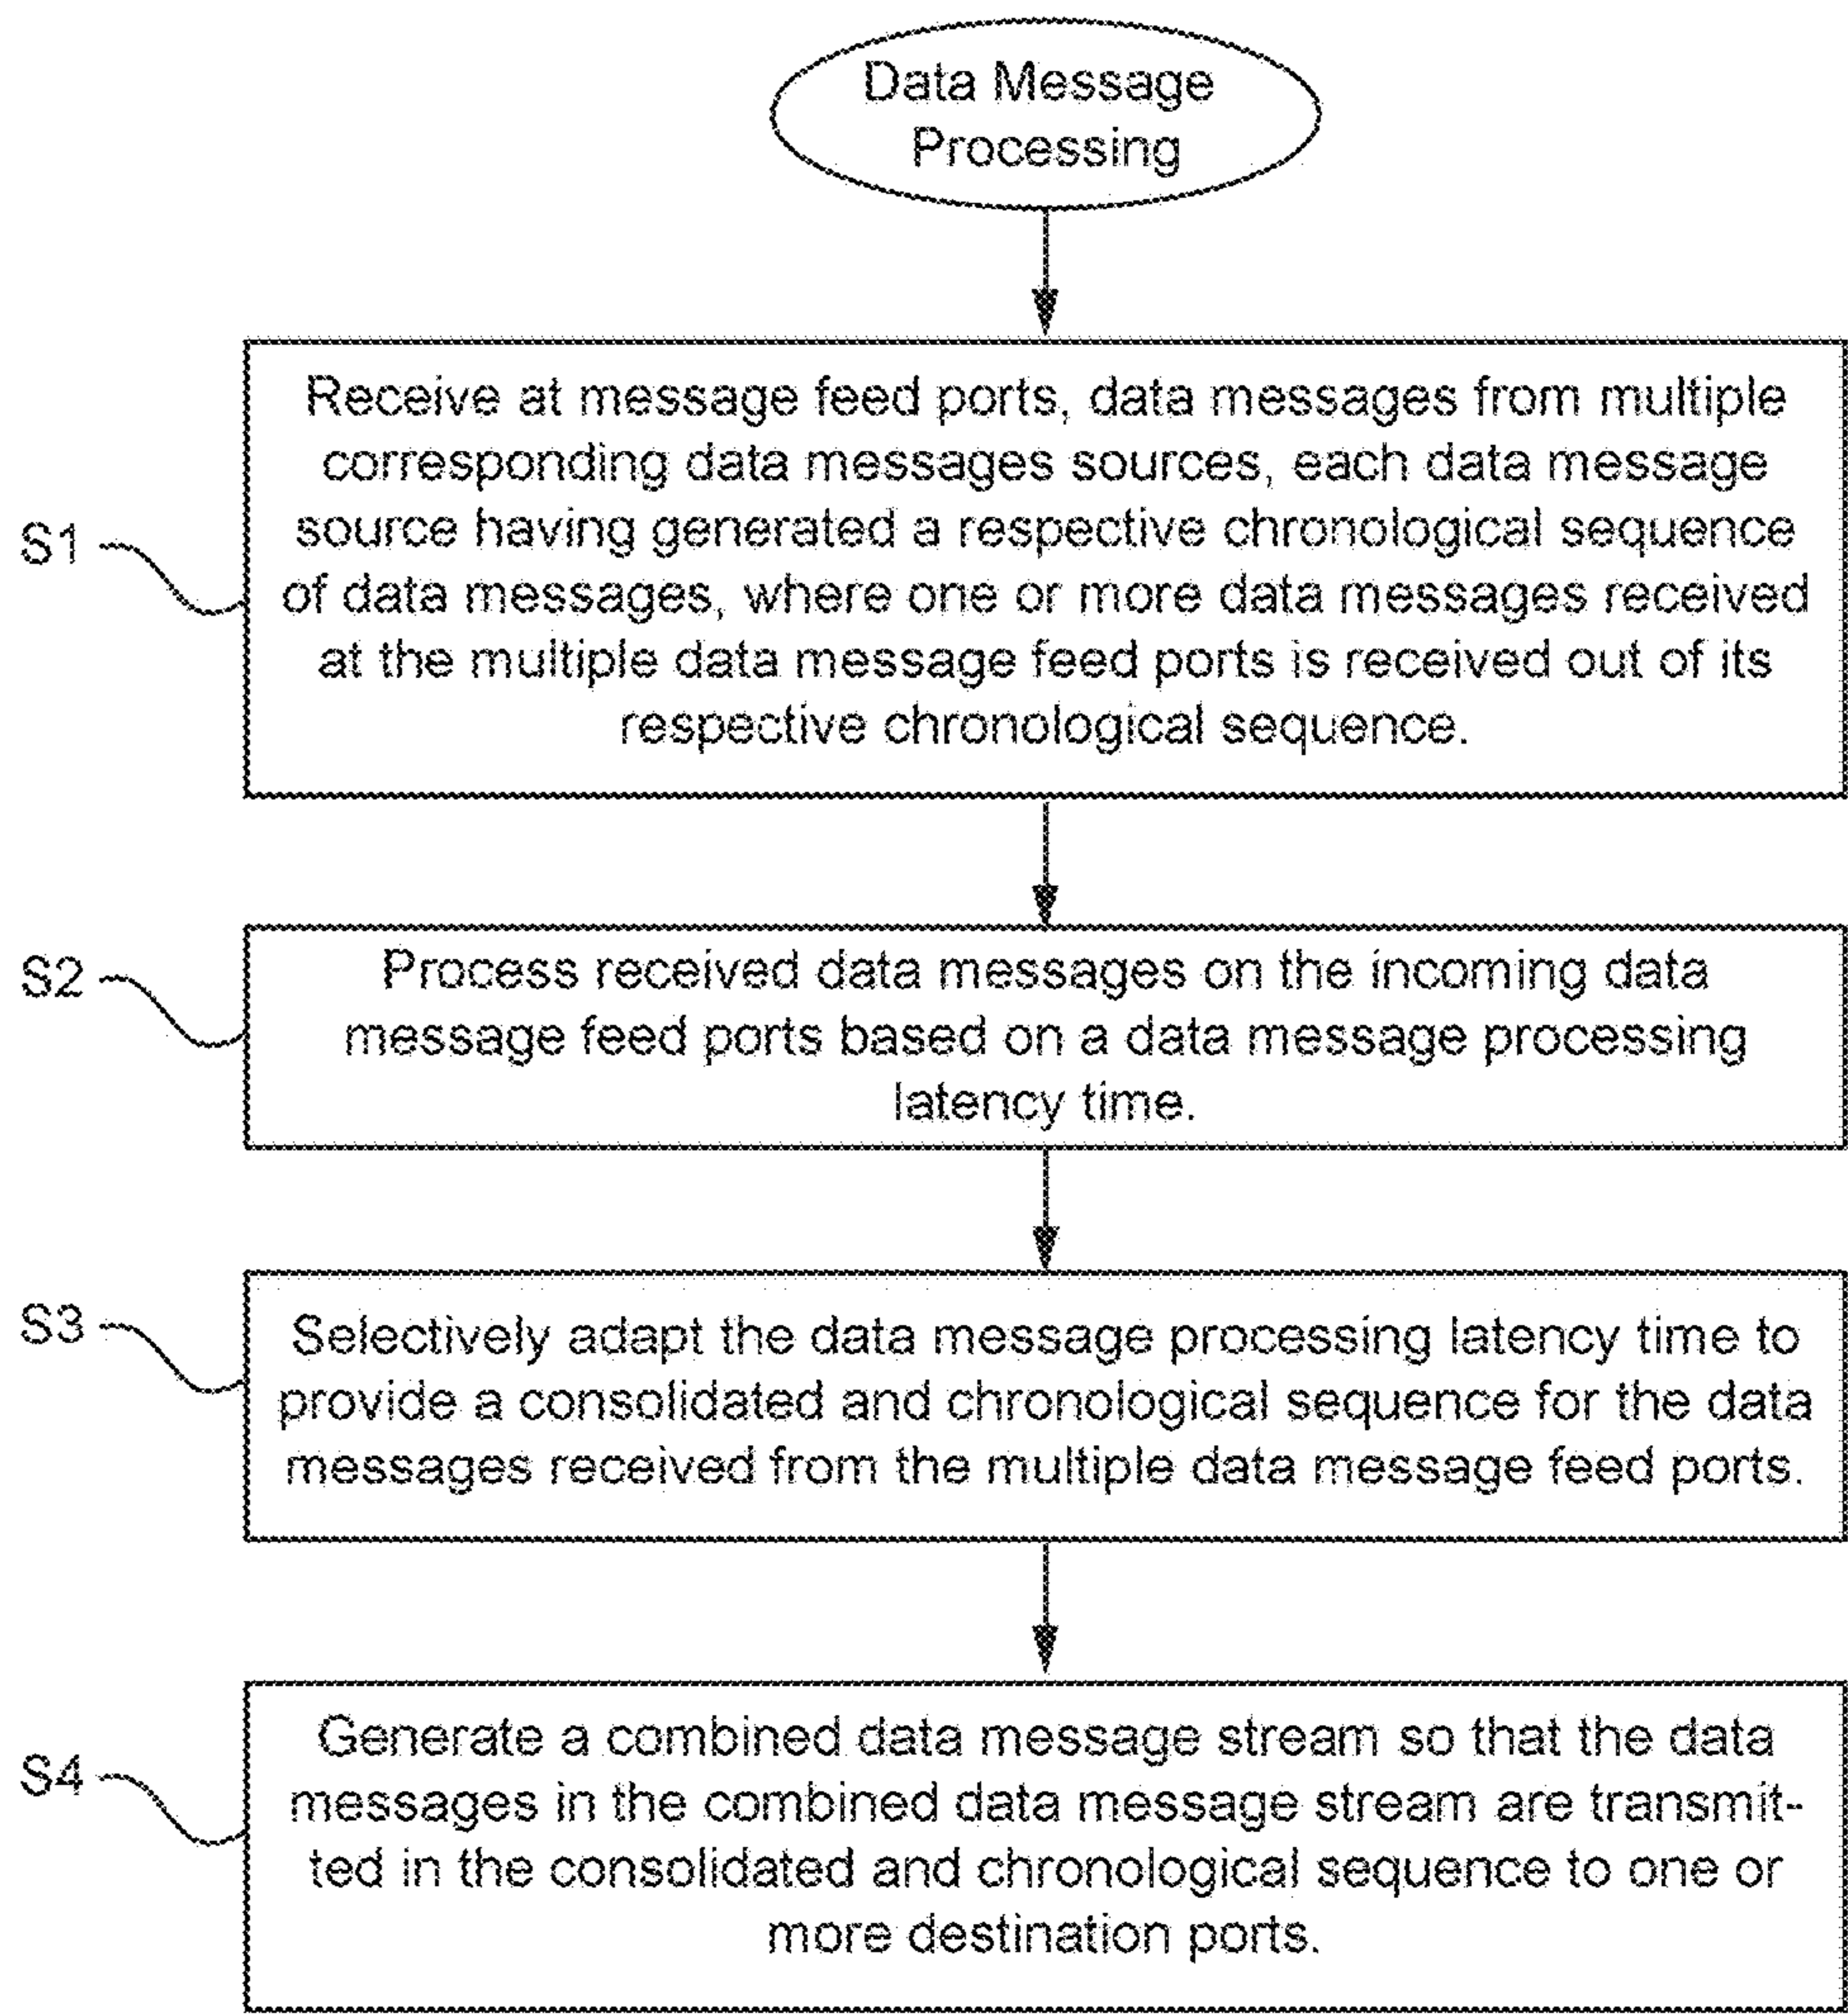 Data Message
Processing
S1
Receive at message feed ports, data messages from multiple
corresponding data messages sources, each data message
source having generated a respective chronological sequence
of data messages, where one or more data messages received
at the multiple data message feed ports is received out of its
respective chronological sequence.
S2
Process received data messages on the incoming data
message feed ports based on a data message processing
latency time.
S3
Selectively adapt the data message processing latency time to
provide a consolidated and chronological sequence for the data
messages received from the multiple data message feed ports.
S4
Generate a combined data message stream so that the data
messages in the combined data message stream are transmit-
ted in the consolidated and chronological sequence to one or
more destination ports.